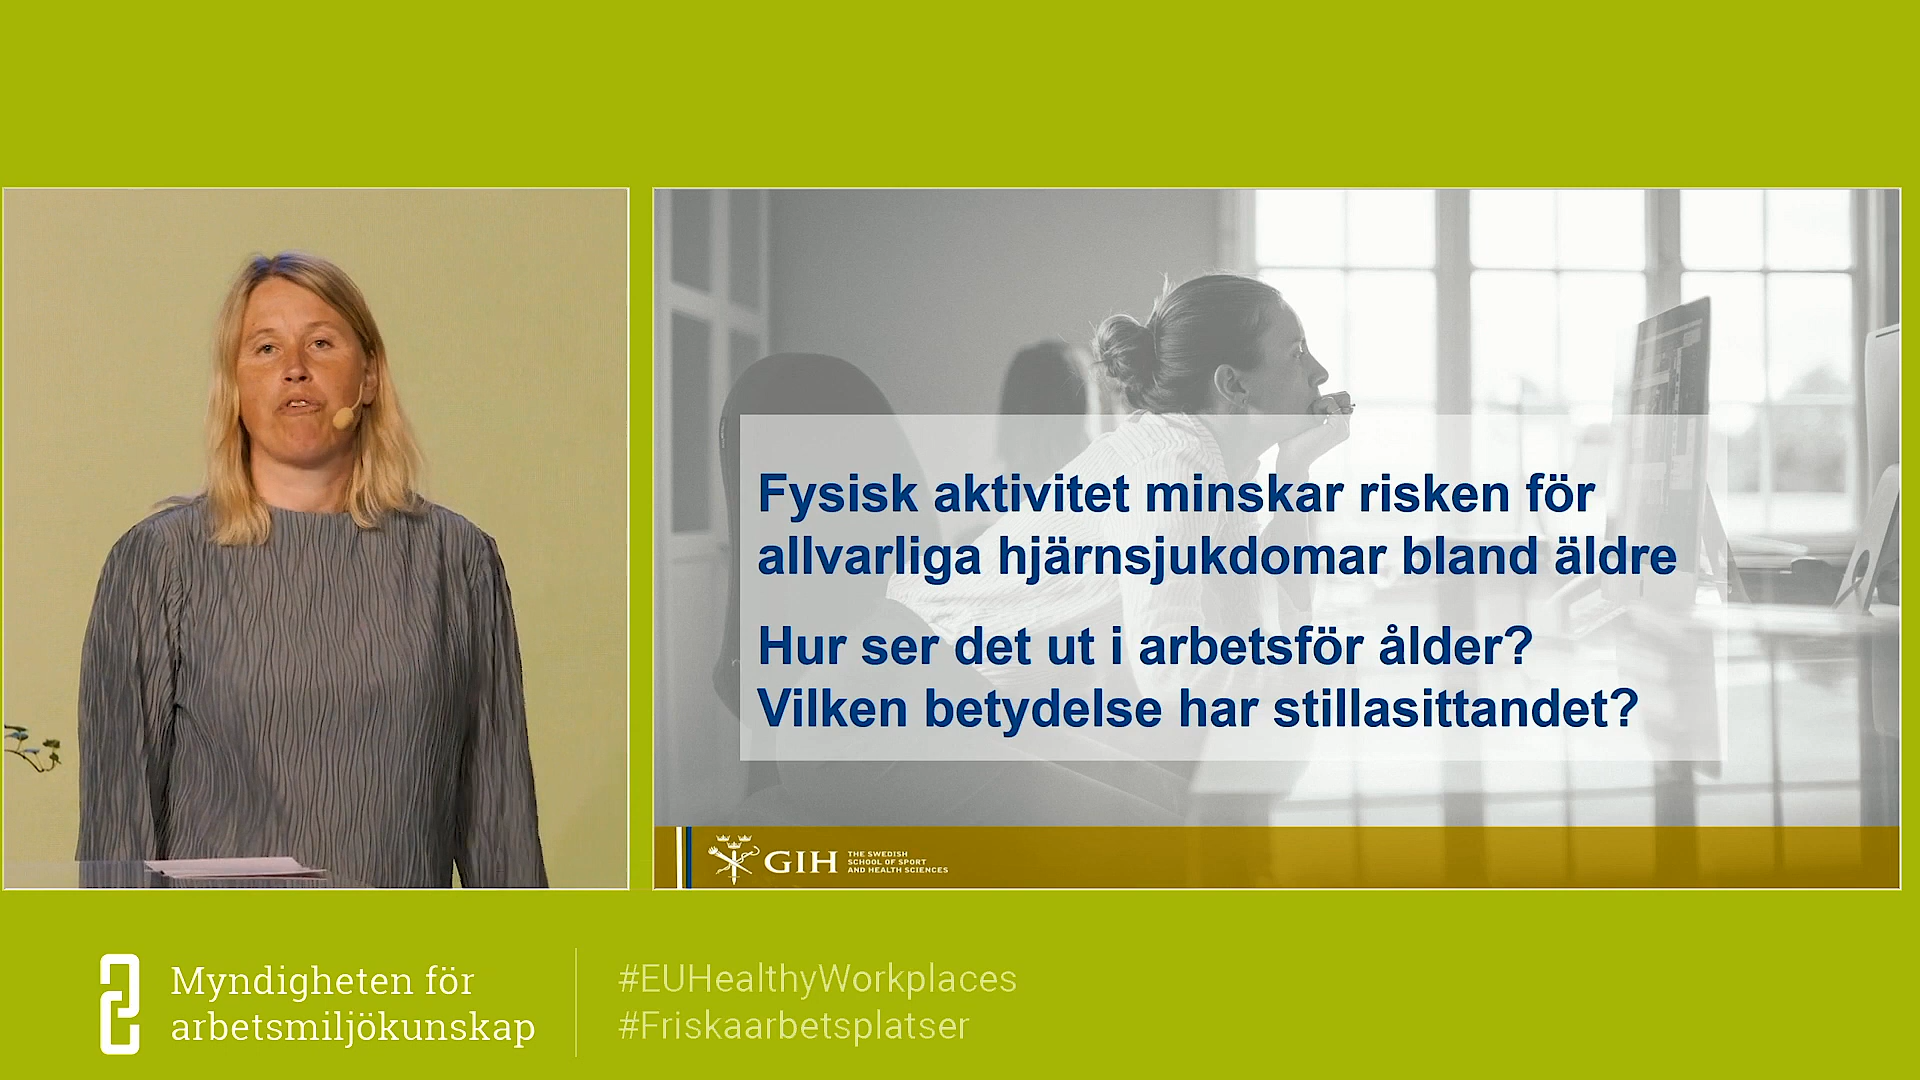 Fysisk aktivitet minskar risken för
allvarliga hjärnsjukdomar bland äldre
Hur ser det ut i arbetsför ålder?
Vilken betydelse har stillasittandet?
GIH
THE SWEDISH
SCHOOL OF SPORT
AND HEALTH SCIENCES
Myndigheten för
arbetsmiljökunskap
#EUHealthyWorkplaces
#Friskaarbetsplatser